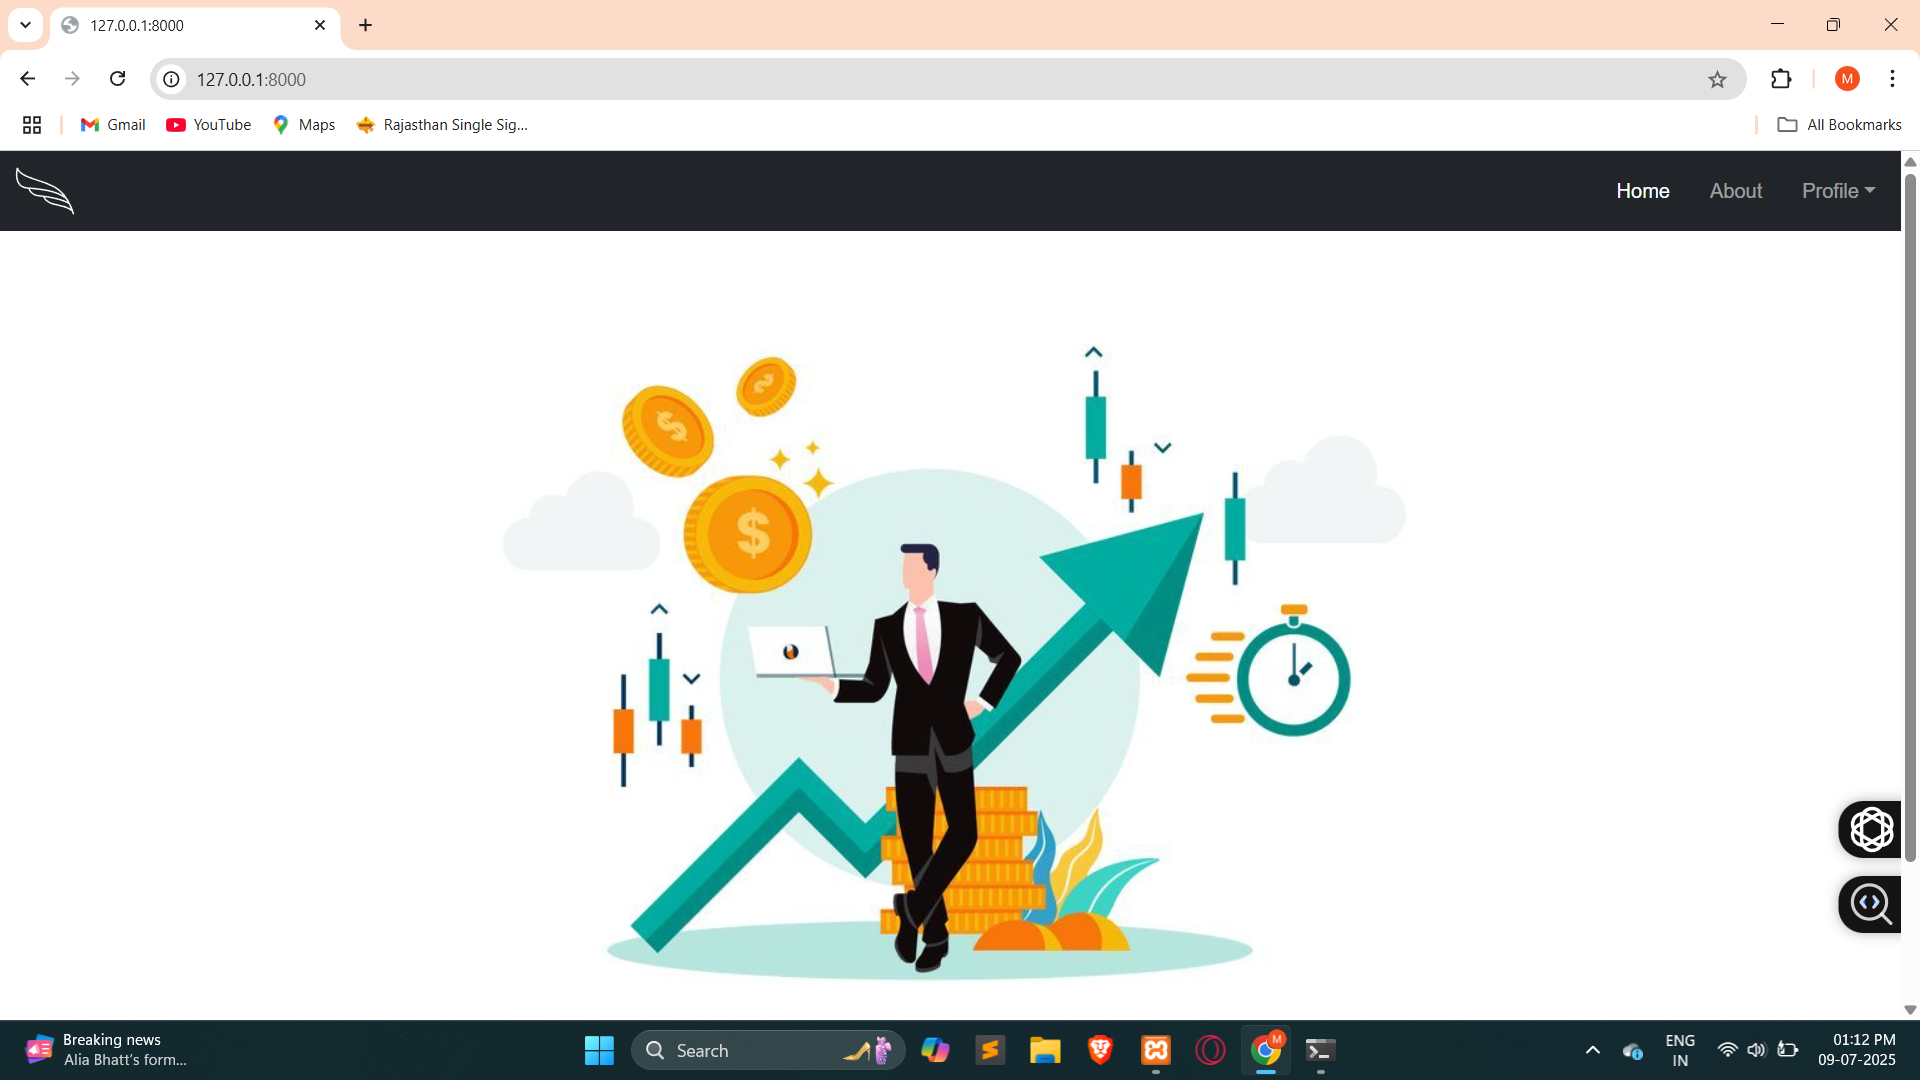 127.0.0.1:8000
127.0.0.1:8000
M
Gmail
YouTube
Maps
Rajasthan Single Sig...
All Bookmarks
Home
About
Profile
$
$
$
Breaking news
Alia Bhatt's form...
Search
M
ENG
IN
01:12 PM
09-07-2025